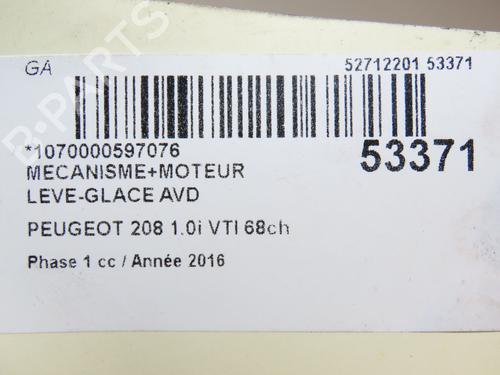 GA
52712201 53371
*1070000597076
53371
MECANISME+MOTEUR
LEVE-GLACE AVD
PEUGEOT 208 1.0i VTI 68ch
Phase 1 cc / Année 2016
B-PARTS